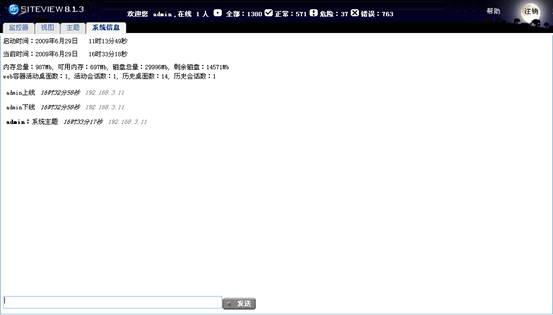 SITEVIEW 8.1.3
欢迎您 admin,在线 1 人 全部:1380 正常:571 危险:37 错误:763
帮助 注销
监控器 视图 主题 系统信息
启动时间:2009年6月29日 11时13分49秒
当前时间:2009年6月29日 16时33分18秒
内存总量:987Mb, 可用内存:697Mb, 磁盘总量:29996Mb, 剩余磁盘:14571Mb
web容器活动桌面数:1, 活动会话数:1, 历史桌面数:14, 历史会话数:1
admin上线 16时32分58秒 192.168.3.11
admin下线 16时32分58秒 192.168.3.11
admin:系统主题 16时33分17秒 192.168.3.11
发送